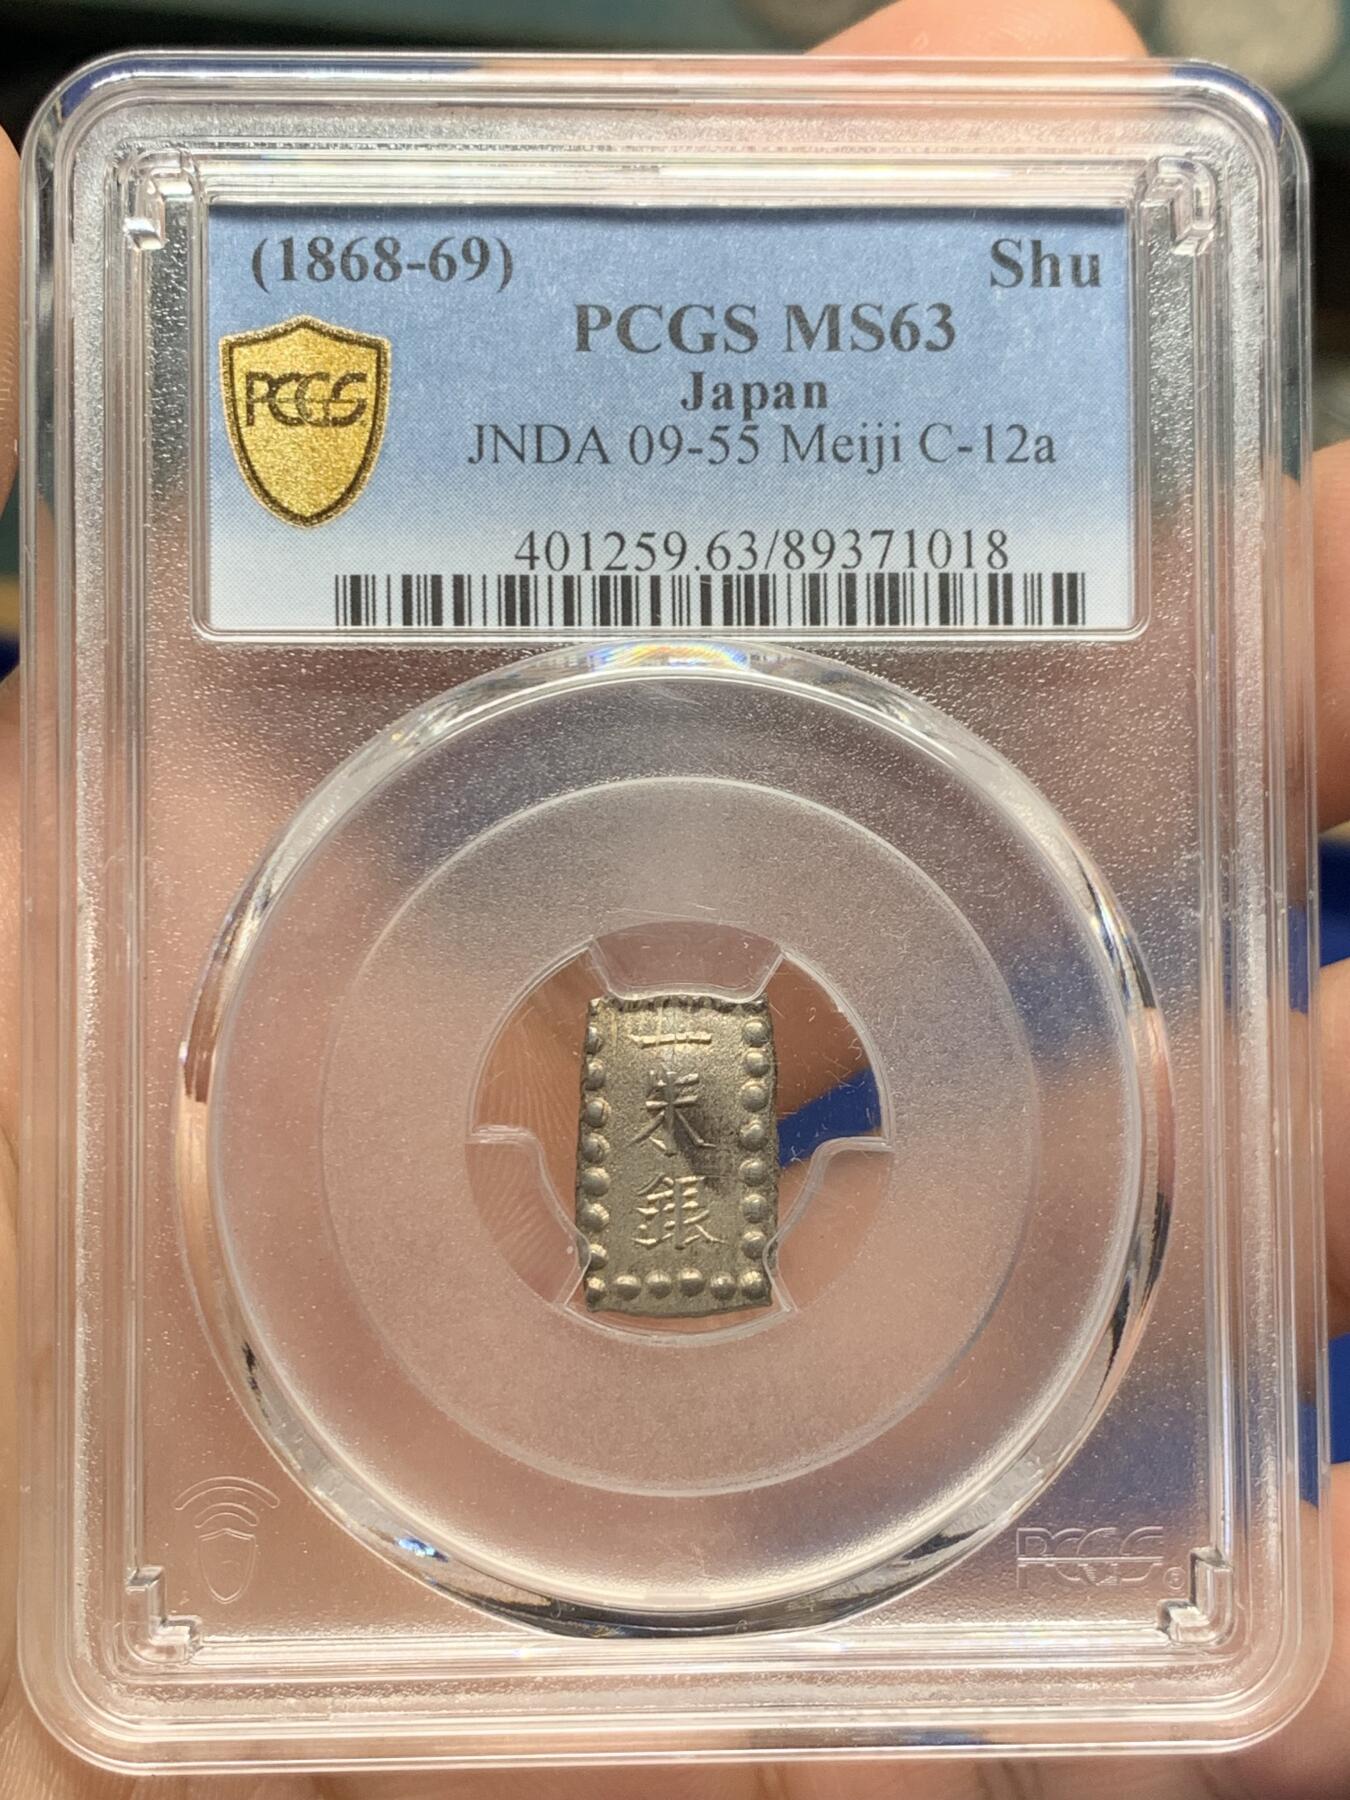 (1868-69) Shu
PCGS MS63
Japan
PCGS
JNDA 09-55 Meiji C-12a
401259.63/89371018
一
朱
銀
PCGS